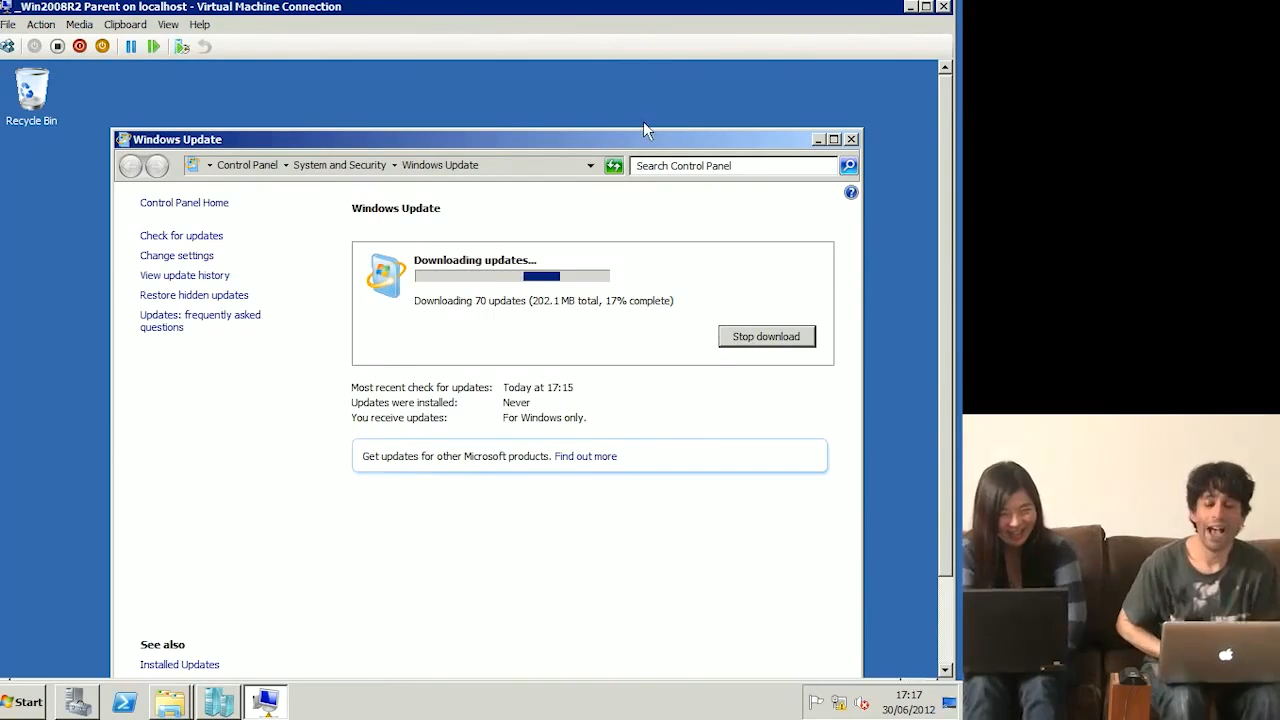 _Win2008R2 Parent on localhost - Virtual Machine Connection
File Action Media Clipboard View Help
Recycle Bin
Windows Update
Control Panel System and Security Windows Update
Search Control Panel
Control Panel Home
Check for updates
Change settings
View update history
Restore hidden updates
Updates: frequently asked
questions
Windows Update
Downloading updates...
Downloading 70 updates (202.1 MB total, 17% complete)
Stop download
Most recent check for updates: Today at 17:15
Updates were installed: Never
You receive updates: For Windows only.
Get updates for other Microsoft products. Find out more
See also
Installed Updates
Start
17:17
30/06/2012